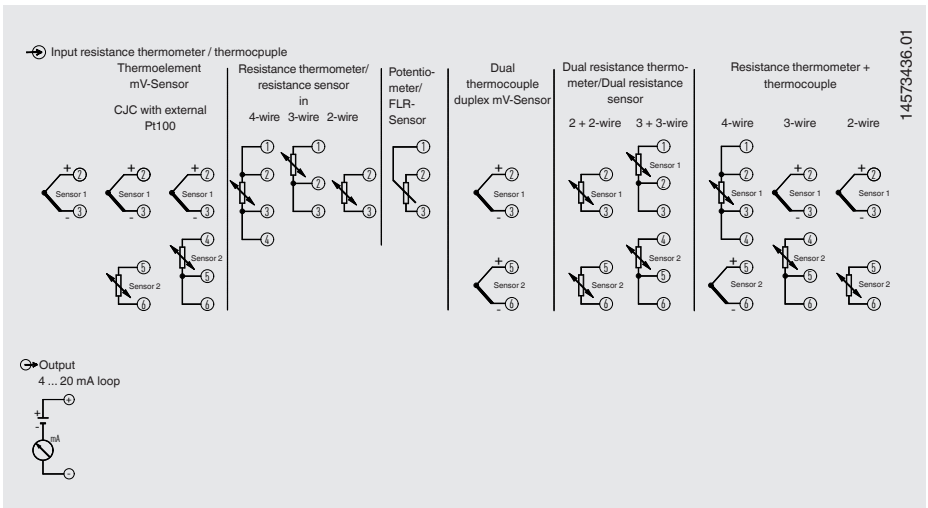 14573436.01
Input resistance thermometer / thermocpuple
Thermoelement
mV-Sensor
CJC with external
Pt100
Resistance thermometer/
resistance sensor
in
4-wire 3-wire 2-wire
Potentio-
meter/
FLR-
Sensor
Dual
thermocouple
duplex mV-Sensor
Dual resistance thermo-
meter/Dual resistance
sensor
2 + 2-wire 3 + 3-wire
Resistance thermometer +
thermocouple
4-wire 3-wire 2-wire
+ 2 Sensor 1 - 3
+ 2 Sensor 1 - 3
5 Sensor 2 6
+ 2 Sensor 1 - 3
4 Sensor 2 5 6
1 2 3 4
1 2 3
2 3
1 2 3
+ 2 Sensor 1 - 3
+ 5 Sensor 2 - 6
2 Sensor 1 3
5 Sensor 2 6
1 Sensor 1 2 3
4 Sensor 2 5 6
1 2 Sensor 1 3 4
+ 5 Sensor 2 - 6
+ 2 Sensor 1 - 3
4 Sensor 2 5 6
+ 2 Sensor 1 - 3
5 Sensor 2 6
Output
4 ... 20 mA loop
+
+
-
mA
-